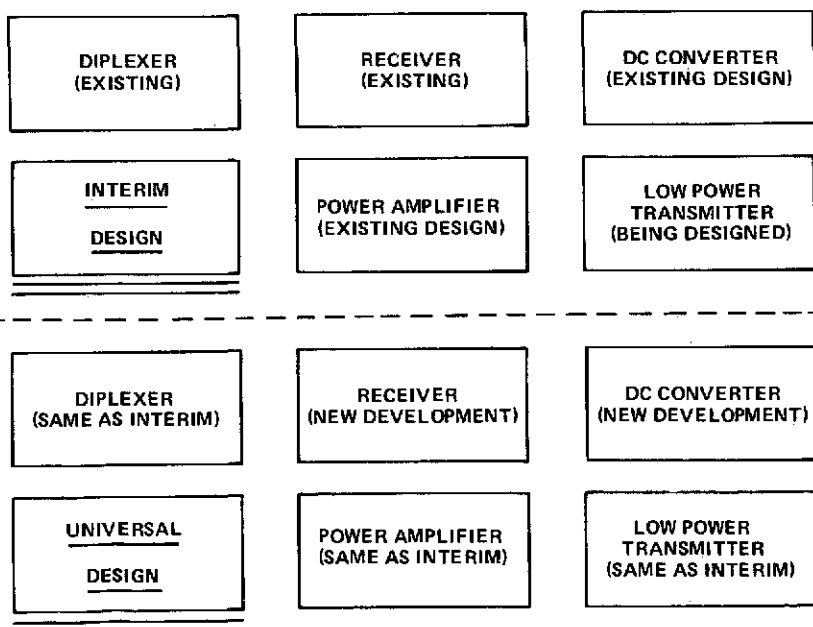 DIPLEXER
(EXISTING)
RECEIVER
(EXISTING)
DC CONVERTER
(EXISTING DESIGN)
INTERIM
DESIGN
POWER AMPLIFIER
(EXISTING DESIGN)
LOW POWER
TRANSMITTER
(BEING DESIGNED)
DIPLEXER
(SAME AS INTERIM)
RECEIVER
(NEW DEVELOPMENT)
DC CONVERTER
(NEW DEVELOPMENT)
UNIVERSAL
DESIGN
POWER AMPLIFIER
(SAME AS INTERIM)
LOW POWER
TRANSMITTER
(SAME AS INTERIM)